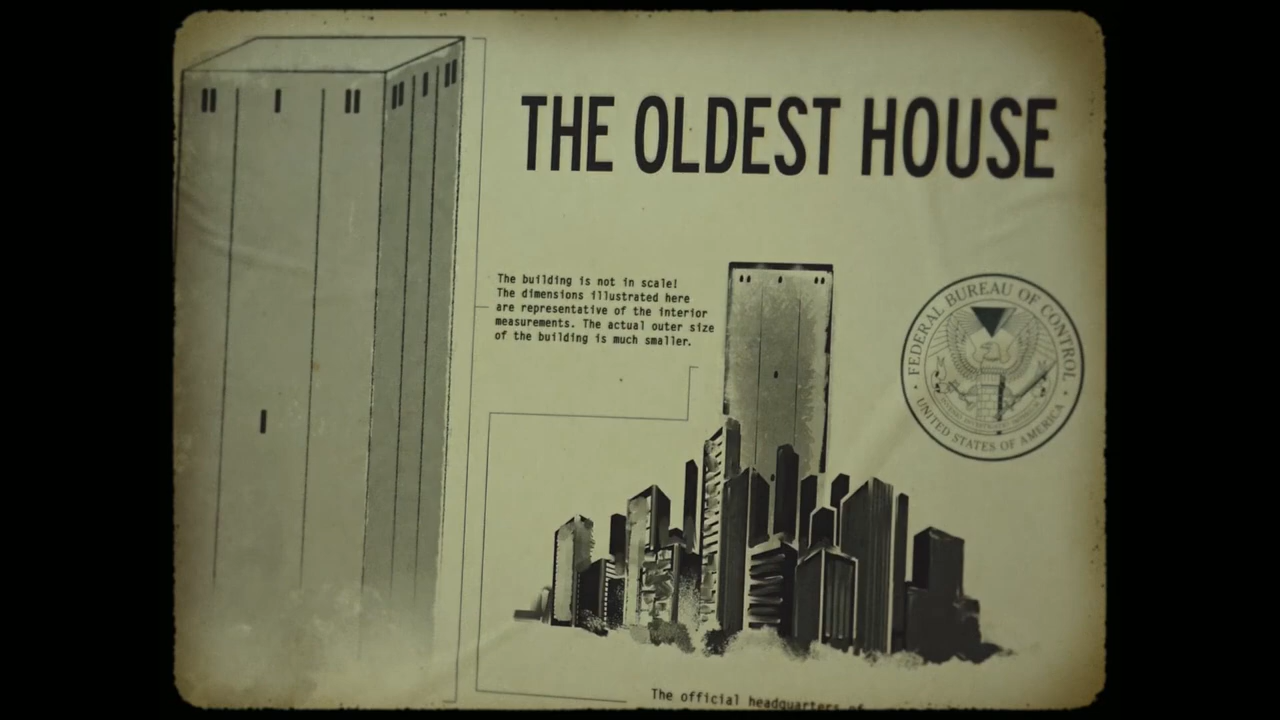 THE OLDEST HOUSE
The building is not in scale!
The dimensions illustrated here
are representative of the interior
measurements. The actual outer size
of the building is much smaller.
FEDERAL BUREAU OF CONTROL
UNITED STATES OF AMERICA
The official headquarters of